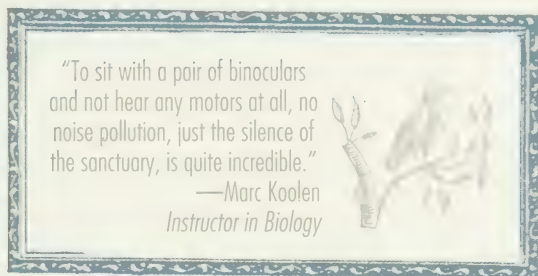 “To sit with a pair of binoculars
and not hear any motors at all, no
noise pollution, just the silence of
the sanctuary, is quite incredible.”
—Marc Koolen
Instructor in Biology